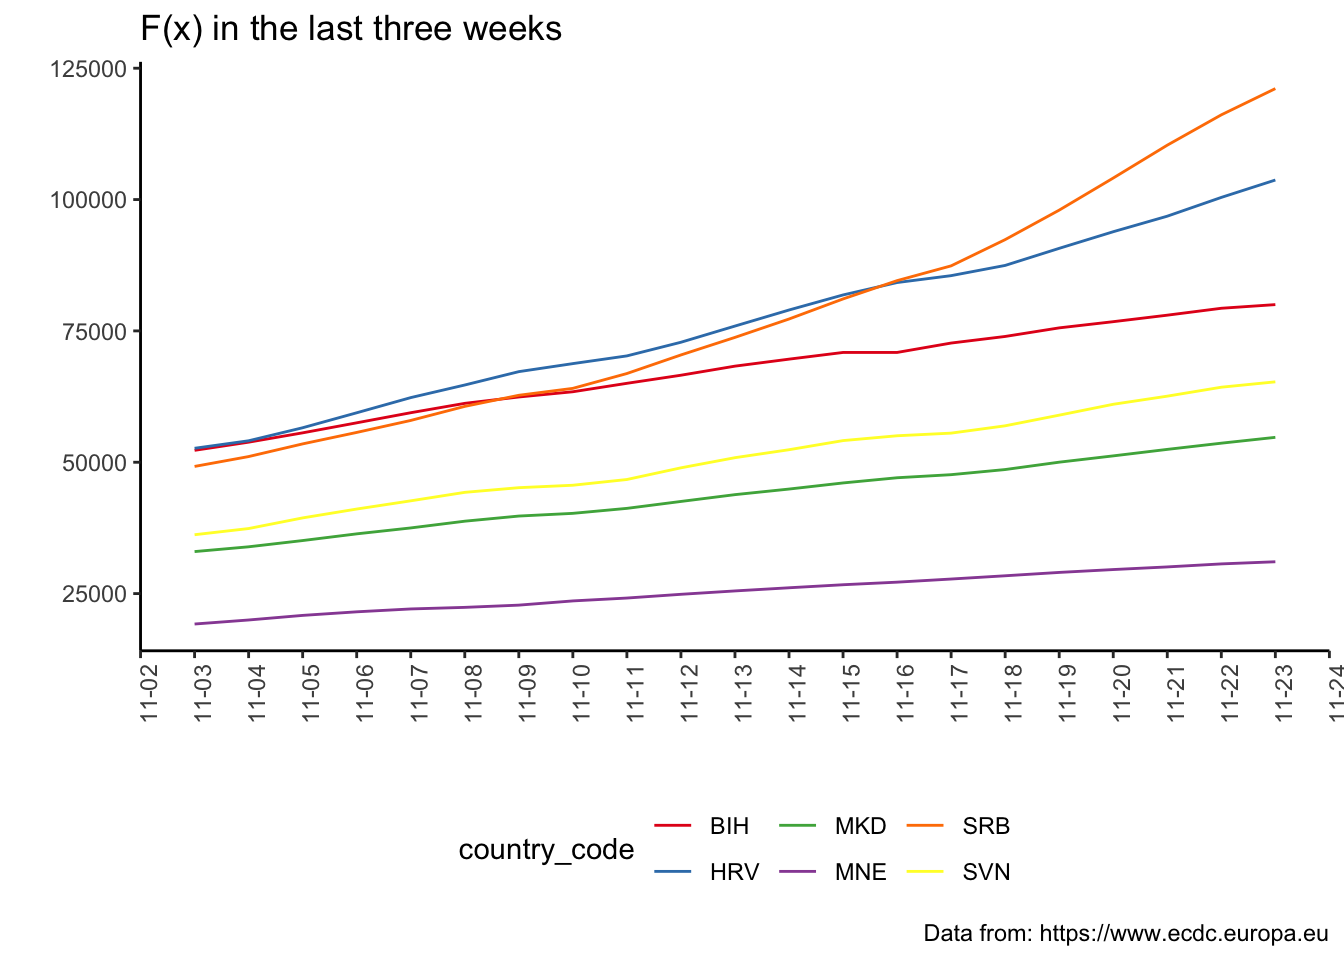 F(x) in the last three weeks
125000
100000
75000
50000
25000
11-02 11-03 11-04 11-05 11-06 11-07 11-08 11-09 11-10 11-11 11-12 11-13 11-14 11-15 11-16 11-17 11-18 11-19 11-20 11-21 11-22 11-23 11-24
country_code
BIH MKD SRB
HRV MNE SVN
Data from: https://www.ecdc.europa.eu